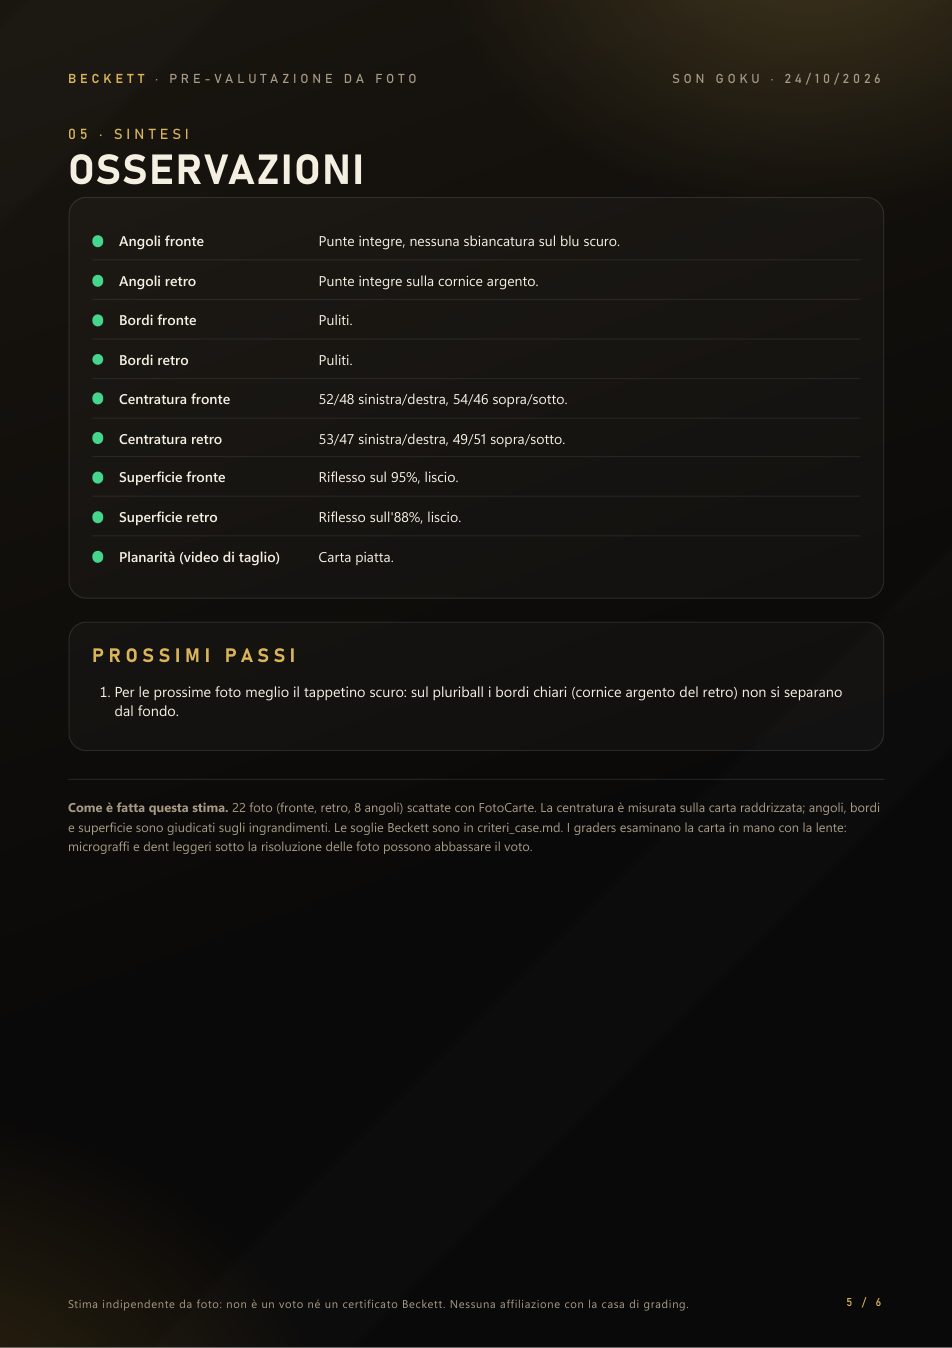 BECKETT · PRE-VALUTAZIONE DA FOTO
SON GOKU · 24/10/2026
05 · SINTESI
OSSERVAZIONI
Angoli fronte Punte integre, nessuna sbiancatura sul blu scuro.
Angoli retro Punte integre sulla cornice argento.
Bordi fronte Puliti.
Bordi retro Puliti.
Centratura fronte 52/48 sinistra/destra, 54/46 sopra/sotto.
Centratura retro 53/47 sinistra/destra, 49/51 sopra/sotto.
Superficie fronte Riflesso sul 95%, liscio.
Superficie retro Riflesso sull'88%, liscio.
Planarità (video di taglio) Carta piatta.
PROSSIMI PASSI
1. Per le prossime foto meglio il tappetino scuro: sul pluriball i bordi chiari (cornice argento del retro) non si separano
dal fondo.
Come è fatta questa stima. 22 foto (fronte, retro, 8 angoli) scattate con FotoCarte. La centratura è misurata sulla carta raddrizzata; angoli, bordi
e superficie sono giudicati sugli ingrandimenti. Le soglie Beckett sono in criteri_case.md. I graders esaminano la carta in mano con la lente:
micrograffi e dent leggeri sotto la risoluzione delle foto possono abbassare il voto.
Stima indipendente da foto: non è un voto né un certificato Beckett. Nessuna affiliazione con la casa di grading.
5 / 6